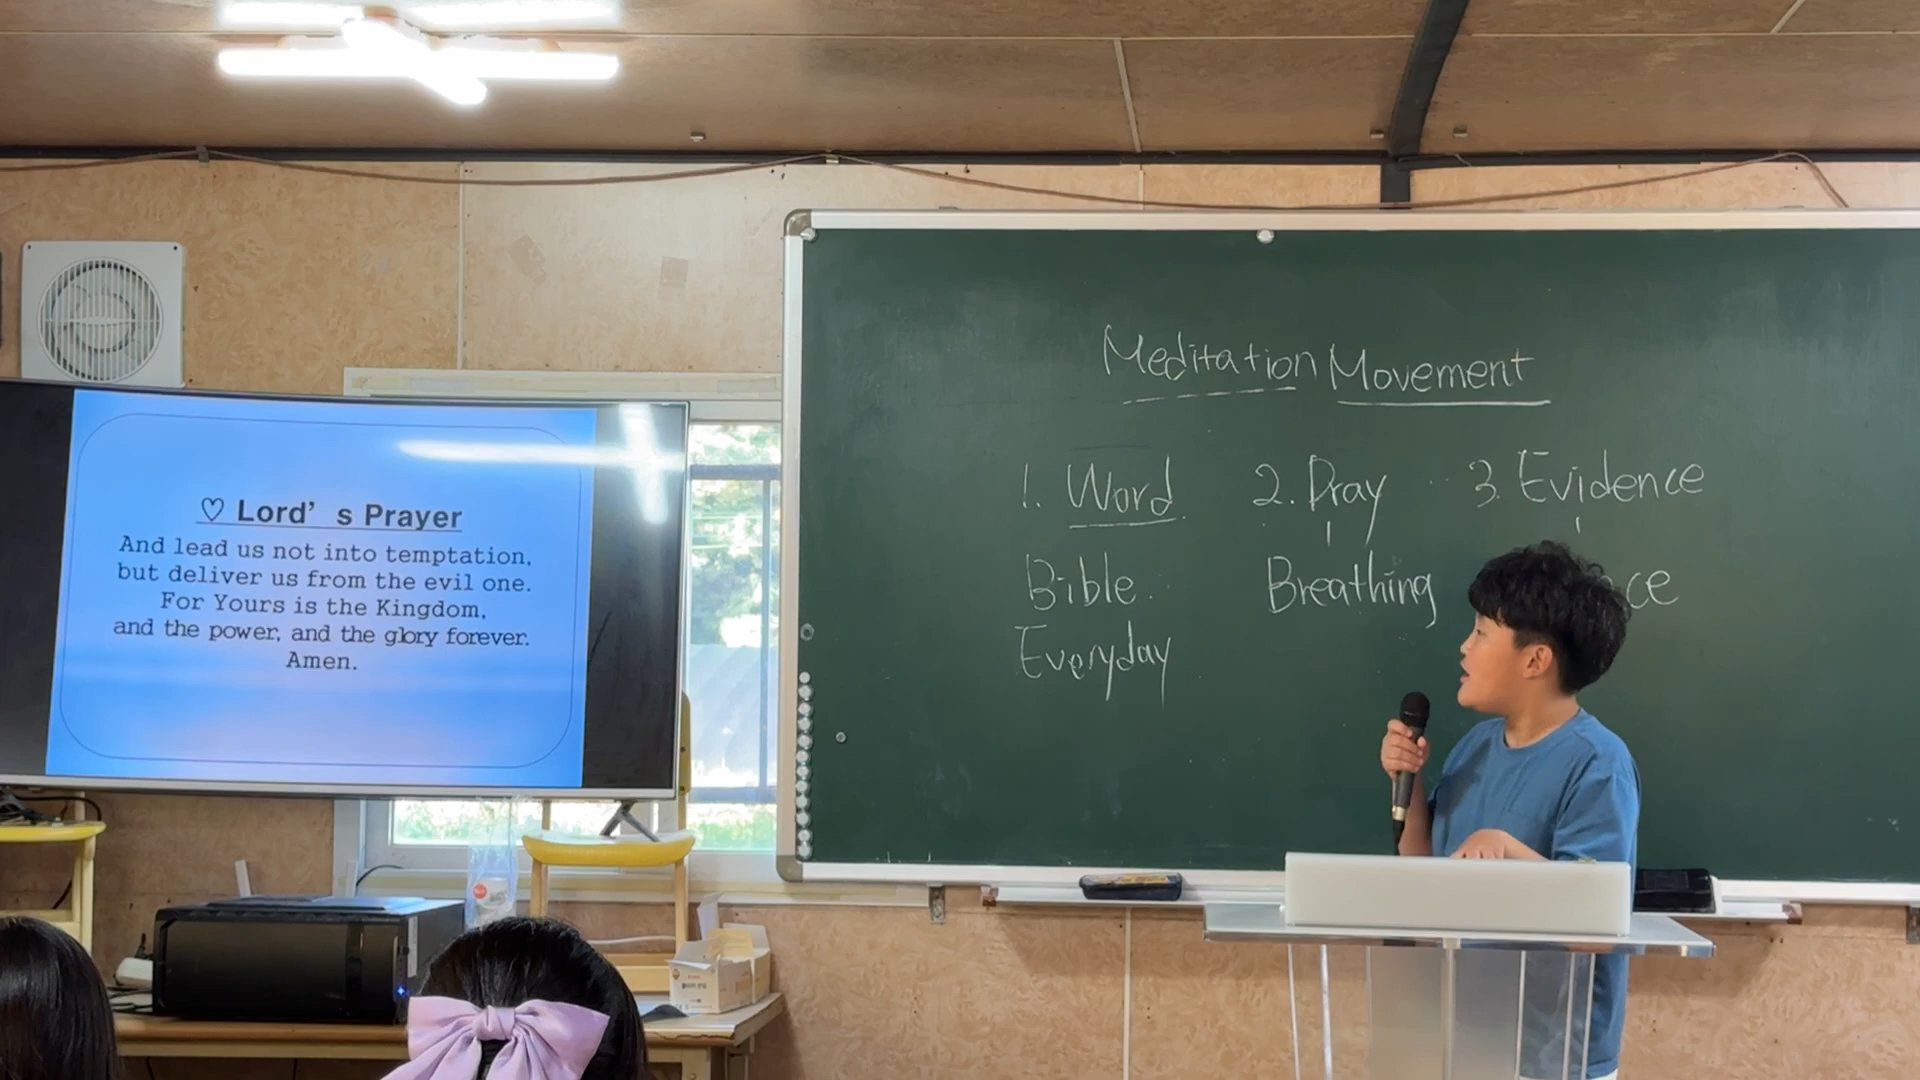 ♡ Lord's Prayer
And lead us not into temptation,
but deliver us from the evil one.
For Yours is the Kingdom,
and the power, and the glory forever.
Amen.
Meditation Movement
1. Word 2. Pray 3. Evidence
Bible Breathing
Everyday